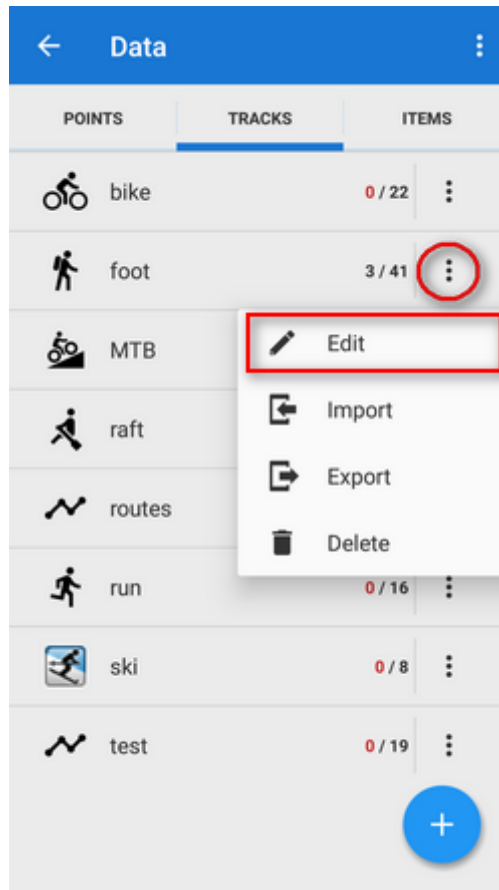 Data
POINTS TRACKS ITEMS
bike 0 / 22
foot 3 / 41
MTB
Edit
Import
raft
Export
routes
Delete
run 0 / 16
ski 0 / 8
test 0 / 19